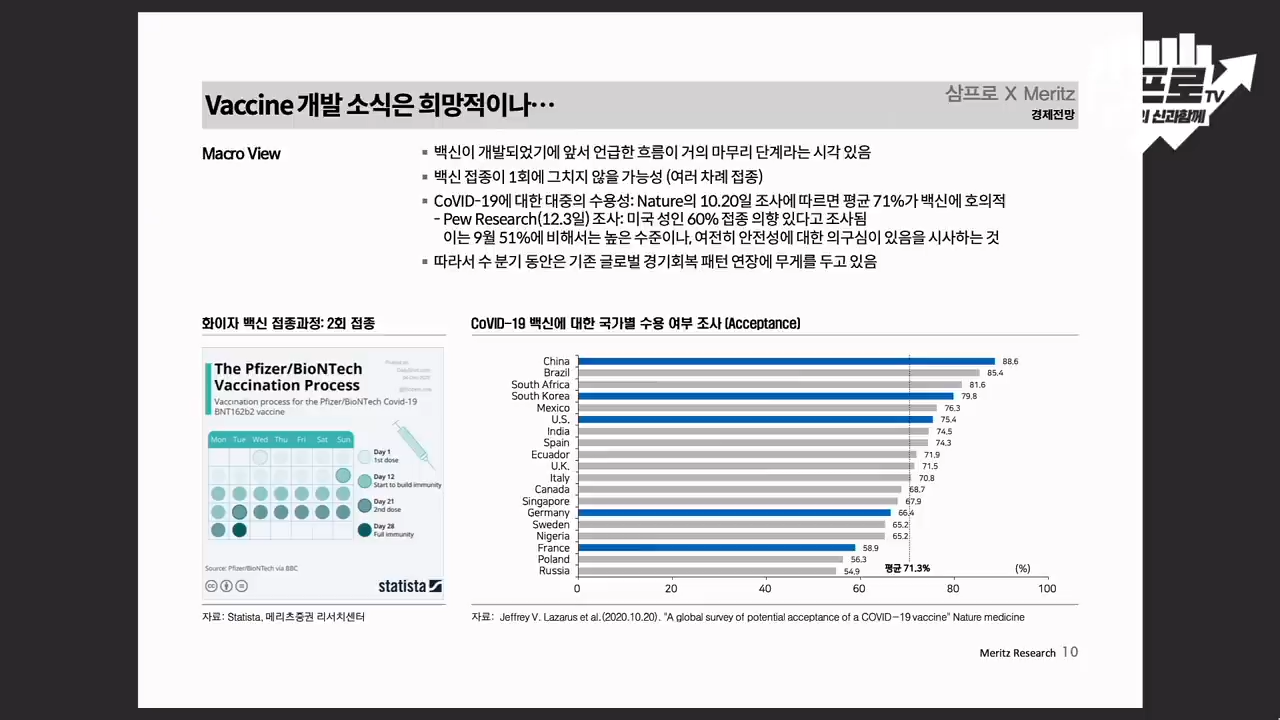 Vaccine 개발 소식은 희망적이나…
삼프로 X Meritz
경제전망
프로TV
의 신과함께
Macro View
▪ 백신이 개발되었기에 앞서 언급한 흐름이 거의 마무리 단계라는 시각 있음
▪ 백신 접종이 1회에 그치지 않을 가능성 (여러 차례 접종)
▪ CoVID-19에 대한 대중의 수용성: Nature의 10.20일 조사에 따르면 평균 71%가 백신에 호의적
- Pew Research(12.3일) 조사: 미국 성인 60% 접종 의향 있다고 조사됨
이는 9월 51%에 비해서는 높은 수준이나, 여전히 안전성에 대한 의구심이 있음을 시사하는 것
▪ 따라서 수 분기 동안은 기존 글로벌 경기회복 패턴 연장에 무게를 두고 있음
화이자 백신 접종과정: 2회 접종
The Pfizer/BioNTech
Vaccination Process
Vaccination process for the Pfizer/BioNTech Covid-19
BNT162b2 vaccine
Mon Tue Wed Thu Fri Sat Sun
Day 1
1st dose
Day 12
Start to build immunity
Day 21
2nd dose
Day 28
Full immunity
Source: Pfizer/BioNTech via BBC
statista
자료: Statista, 메리츠증권 리서치센터
CoVID-19 백신에 대한 국가별 수용 여부 조사 (Acceptance)
China 88.6
Brazil 85.4
South Africa 81.6
South Korea 79.8
Mexico 76.3
U.S. 75.4
India 74.5
Spain 74.3
Ecuador 71.9
U.K. 71.5
Italy 70.8
Canada 68.7
Singapore 67.9
Germany 66.4
Sweden 65.2
Nigeria 65.2
France 58.9
Poland 56.3
Russia 54.9
평균 71.3%
(%)
0 20 40 60 80 100
자료: Jeffrey V. Lazarus et al.(2020.10.20). "A global survey of potential acceptance of a COVID-19 vaccine" Nature medicine
Meritz Research 10